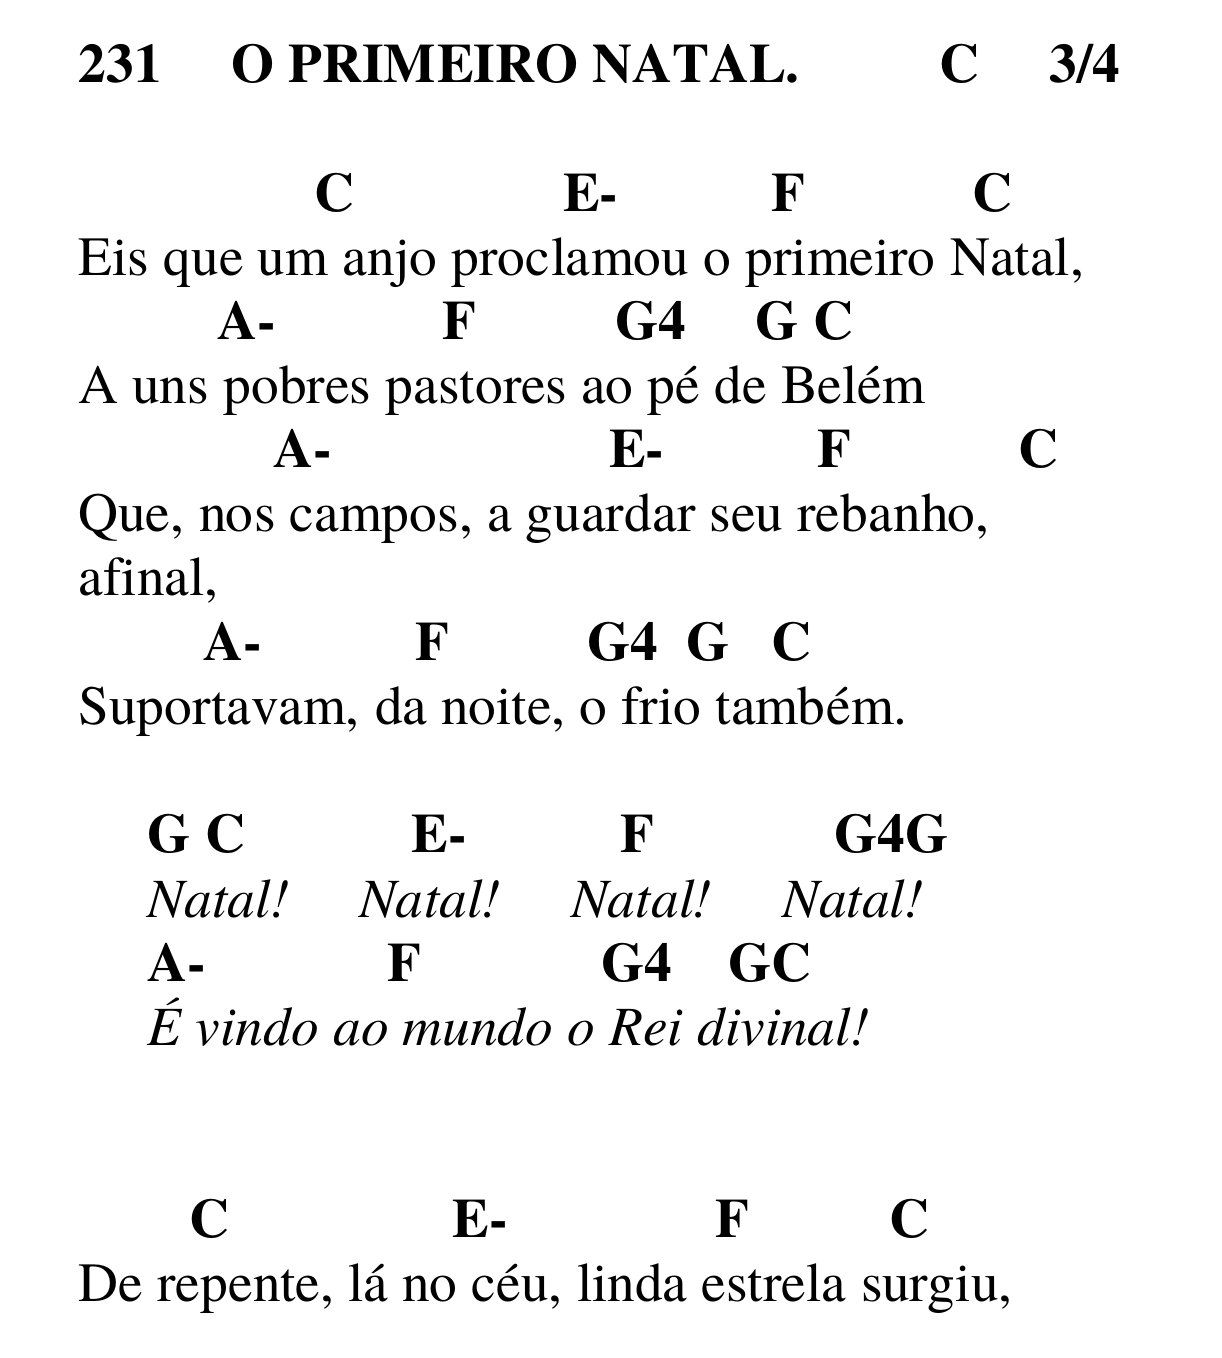 231 O PRIMEIRO NATAL. C 3/4
C E- F C
Eis que um anjo proclamou o primeiro Natal,
A- F G4 G C
A uns pobres pastores ao pé de Belém
A- E- F C
Que, nos campos, a guardar seu rebanho,
afinal,
A- F G4 G C
Suportavam, da noite, o frio também.
G C E- F G4G
Natal! Natal! Natal! Natal!
A- F G4 GC
É vindo ao mundo o Rei divinal!
C E- F C
De repente, lá no céu, linda estrela surgiu,